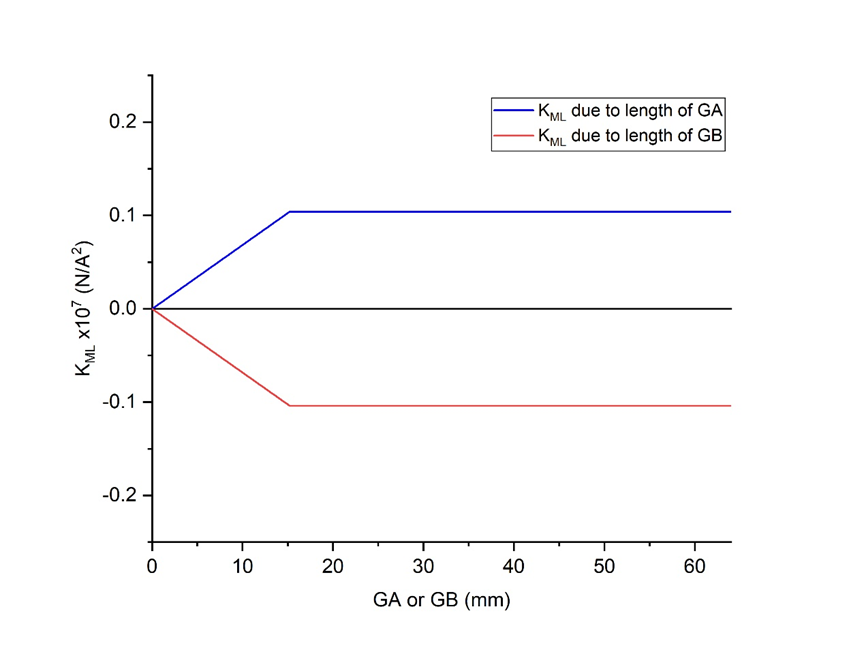 K_ML due to length of GA
K_ML due to length of GB
0.2
0.1
0.0
-0.1
-0.2
K_ML x10^7 (N/A^2)
0 10 20 30 40 50 60
GA or GB (mm)